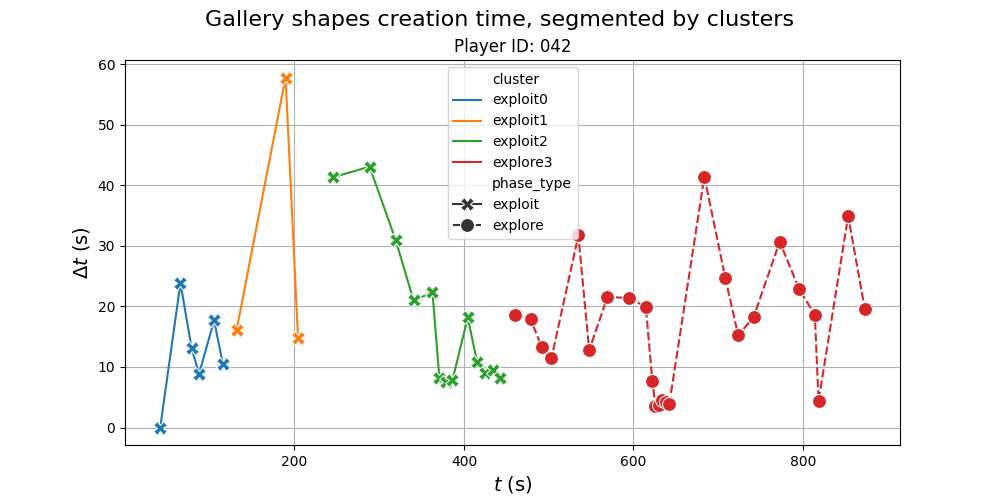 Gallery shapes creation time, segmented by clusters
Player ID: 042
60
50
40
30
20
10
0
Δt (s)
cluster
exploit0
exploit1
exploit2
explore3
phase_type
exploit
explore
200
400
600
800
t (s)